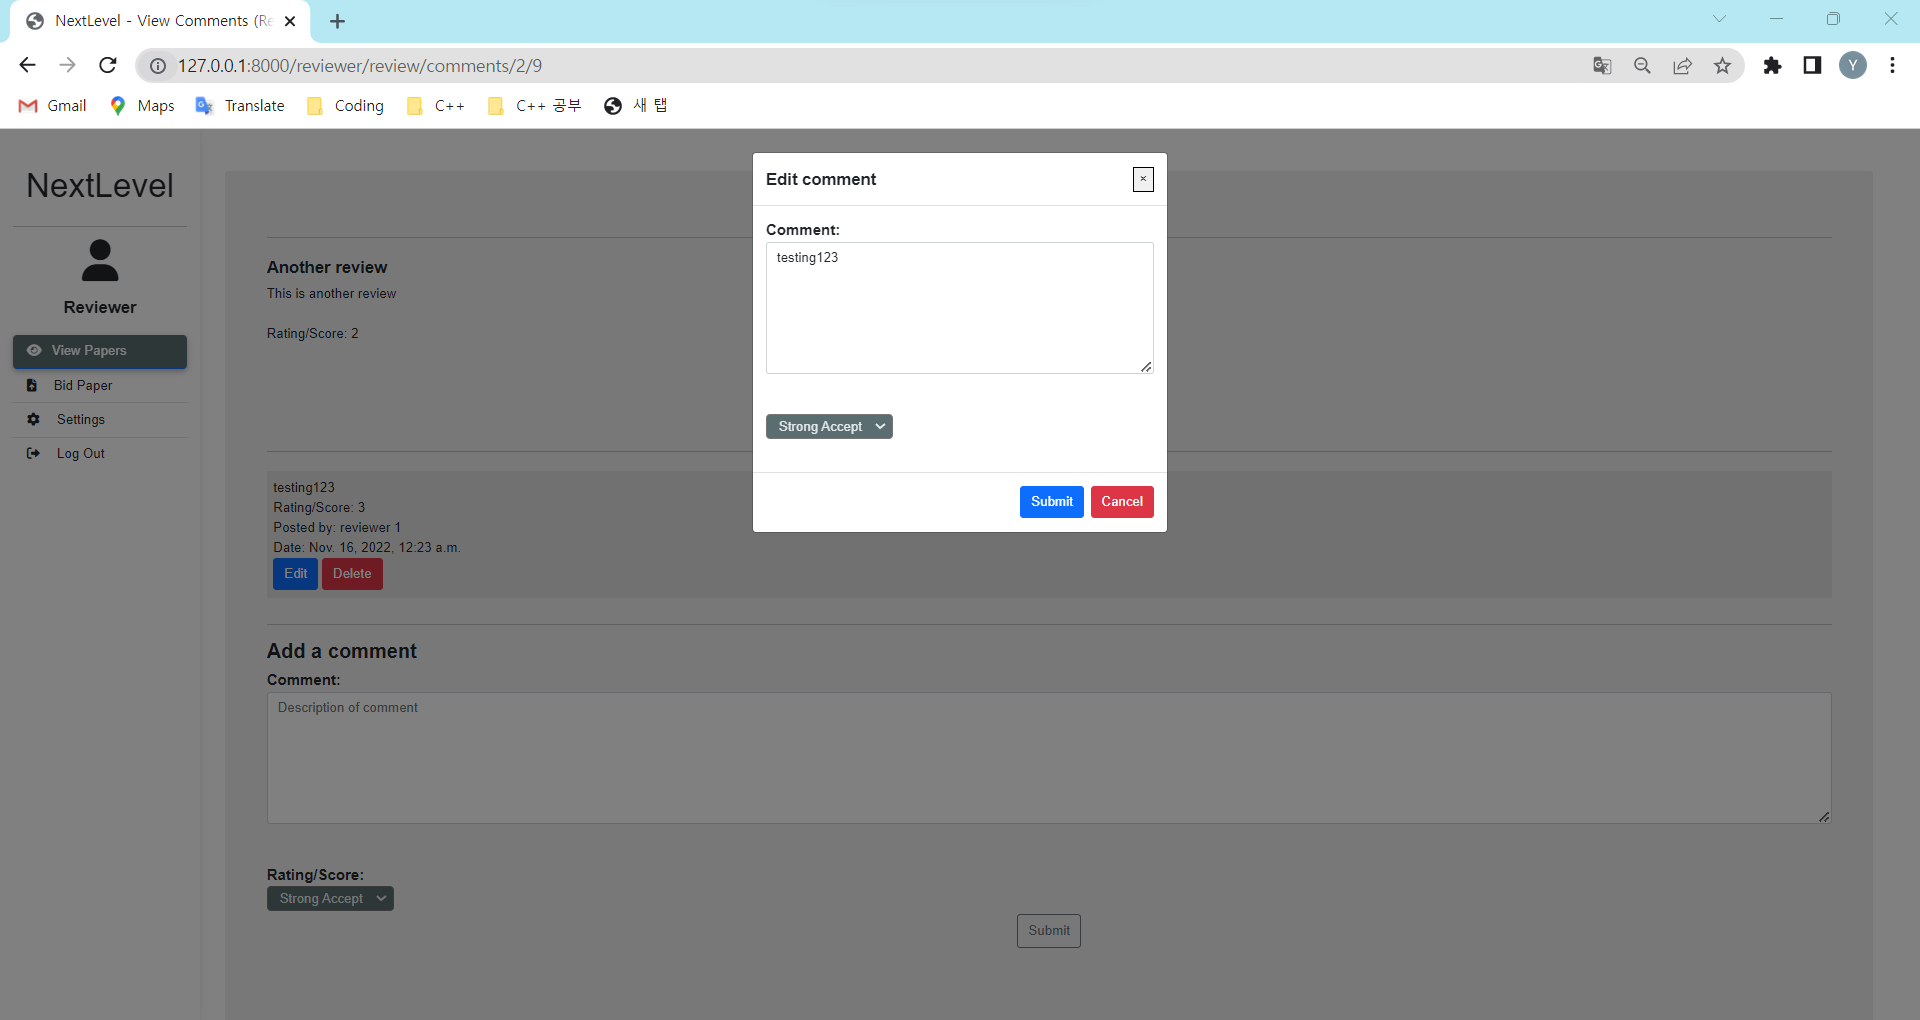 NextLevel - View Comments (Re
127.0.0.1:8000/reviewer/review/comments/2/9
Y
Gmail
Maps
Translate
Coding
C++
C++ 공부
새 탭
NextLevel
Reviewer
View Papers
Bid Paper
Settings
Log Out
Another review
This is another review
Rating/Score: 2
testing123
Rating/Score: 3
Posted by: reviewer 1
Date: Nov. 16, 2022, 12:23 a.m.
Edit Delete
Add a comment
Comment:
Description of comment
Rating/Score:
Strong Accept
Submit
Edit comment
×
Comment:
testing123
Strong Accept
Submit Cancel